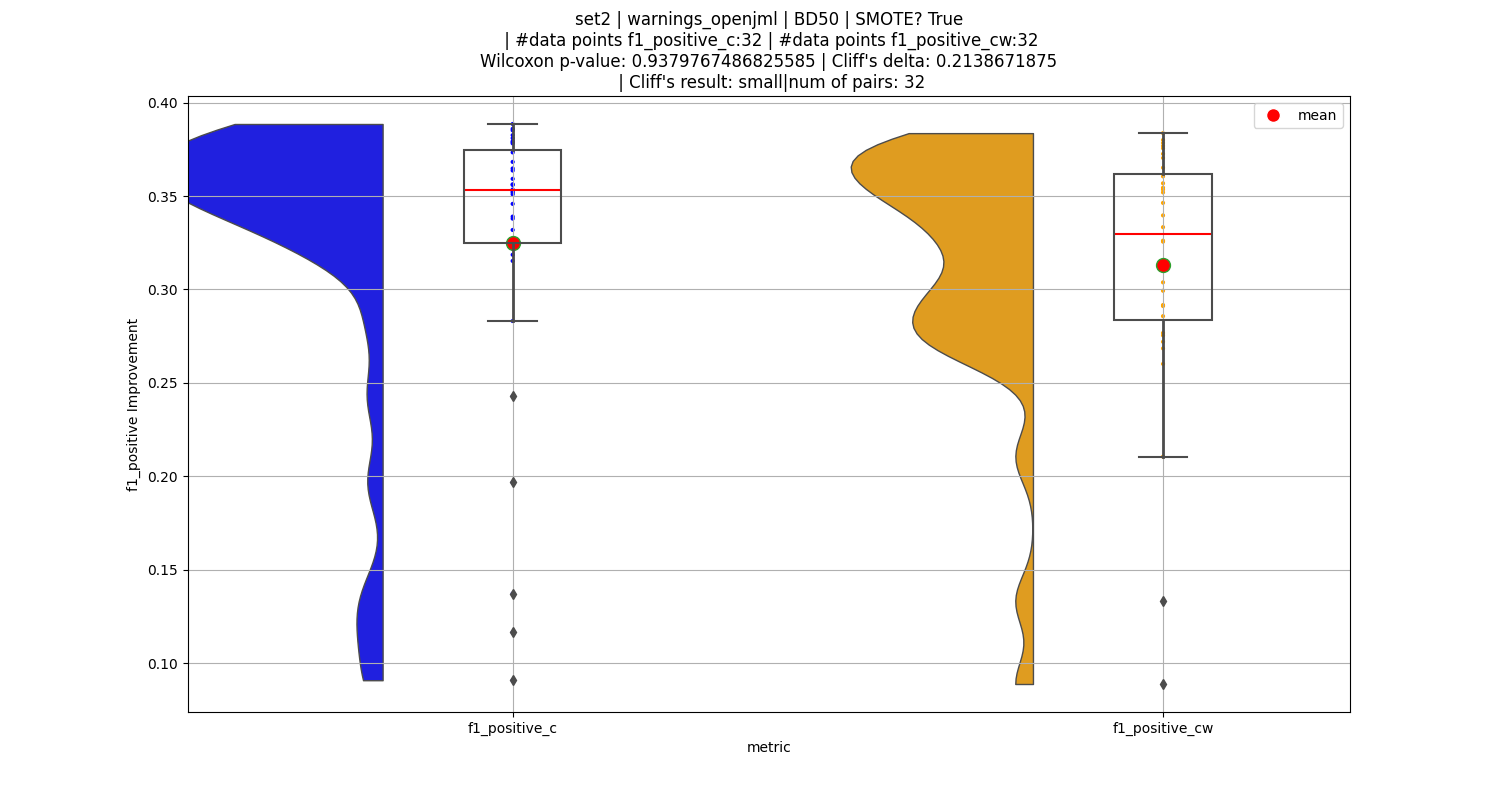 set2 | warnings_openjml | BD50 | SMOTE? True
| #data points f1_positive_c:32 | #data points f1_positive_cw:32
Wilcoxon p-value: 0.9379767486825585 | Cliff's delta: 0.2138671875
| Cliff's result: small|num of pairs: 32
mean
0.40
0.35
0.30
0.25
0.20
0.15
0.10
f1_positive Improvement
f1_positive_c
f1_positive_cw
metric